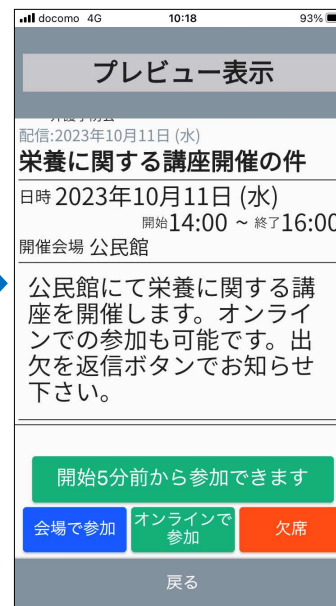 docomo 4G 10:18 93%
プレビュー表示
配信:2023年10月11日 (水)
栄養に関する講座開催の件
日時 2023年10月11日 (水)
開始14:00 ~ 終了16:00
開催会場 公民館
公民館にて栄養に関する講
座を開催します。オンライ
ンでの参加も可能です。出
欠を返信ボタンでお知らせ
下さい。
開始5分前から参加できます
会場で参加
オンラインで
参加
欠席
戻る